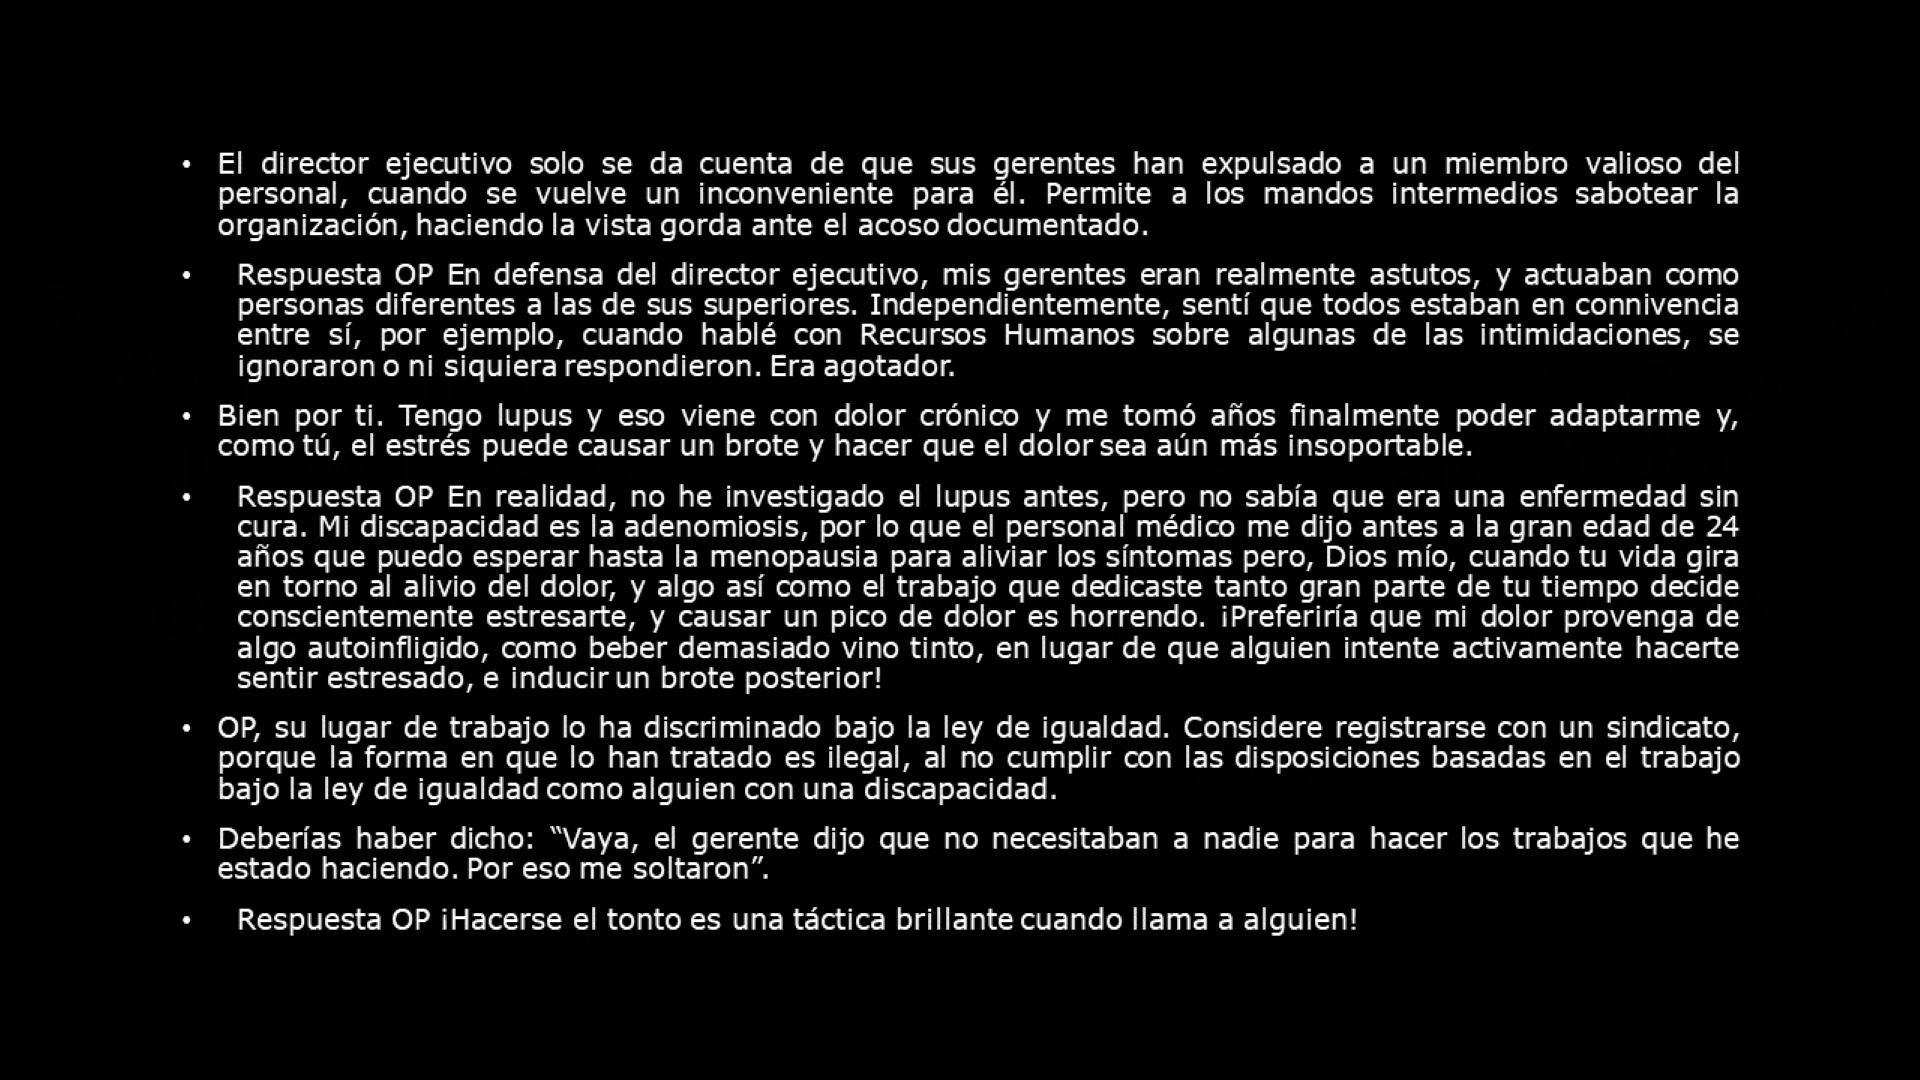 • El director ejecutivo solo se da cuenta de que sus gerentes han expulsado a un miembro valioso del
personal, cuando se vuelve un inconveniente para él. Permite a los mandos intermedios sabotear la
organización, haciendo la vista gorda ante el acoso documentado.
• Respuesta OP En defensa del director ejecutivo, mis gerentes eran realmente astutos, y actuaban como
personas diferentes a las de sus superiores. Independientemente, sentí que todos estaban en connivencia
entre sí, por ejemplo, cuando hablé con Recursos Humanos sobre algunas de las intimidaciones, se
ignoraron o ni siquiera respondieron. Era agotador.
• Bien por ti. Tengo lupus y eso viene con dolor crónico y me tomó años finalmente poder adaptarme y,
como tú, el estrés puede causar un brote y hacer que el dolor sea aún más insoportable.
• Respuesta OP En realidad, no he investigado el lupus antes, pero no sabía que era una enfermedad sin
cura. Mi discapacidad es la adenomiosis, por lo que el personal médico me dijo antes a la gran edad de 24
años que puedo esperar hasta la menopausia para aliviar los síntomas pero, Dios mío, cuando tu vida gira
en torno al alivio del dolor, y algo así como el trabajo que dedicaste tanto gran parte de tu tiempo decide
conscientemente estresarte, y causar un pico de dolor es horrendo. ¡Preferiría que mi dolor provenga de
algo autoinfligido, como beber demasiado vino tinto, en lugar de que alguien intente activamente hacerte
sentir estresado, e inducir un brote posterior!
• OP, su lugar de trabajo lo ha discriminado bajo la ley de igualdad. Considere registrarse con un sindicato,
porque la forma en que lo han tratado es ilegal, al no cumplir con las disposiciones basadas en el trabajo
bajo la ley de igualdad como alguien con una discapacidad.
• Deberías haber dicho: “Vaya, el gerente dijo que no necesitaban a nadie para hacer los trabajos que he
estado haciendo. Por eso me soltaron”.
• Respuesta OP ¡Hacerse el tonto es una táctica brillante cuando llama a alguien!